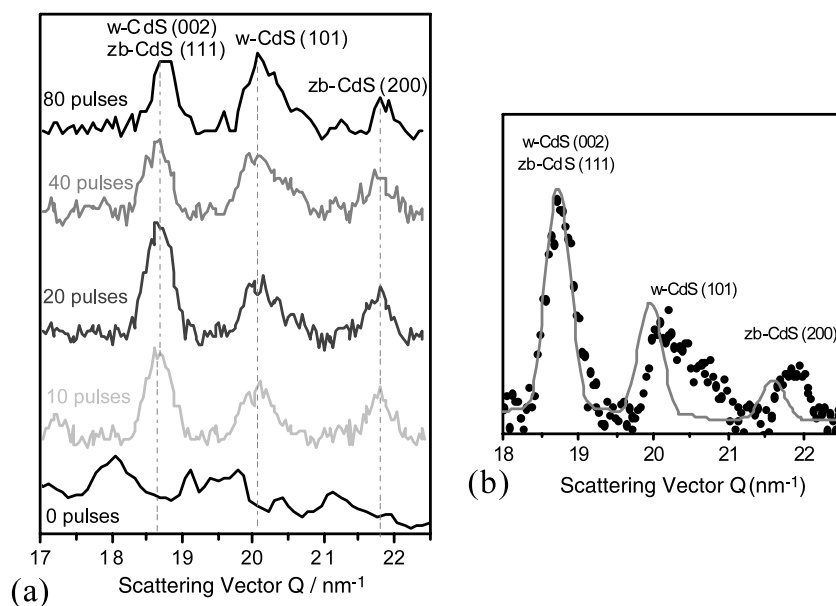 w-CdS (002)
zb-CdS (111)
w-CdS (101)
zb-CdS (200)
80 pulses
40 pulses
20 pulses
10 pulses
0 pulses
17 18 19 20 21 22
Scattering Vector Q / nm-1
(a)
w-CdS (002)
zb-CdS (111)
w-CdS (101)
zb-CdS (200)
18 19 20 21 22
Scattering Vector Q (nm-1)
(b)